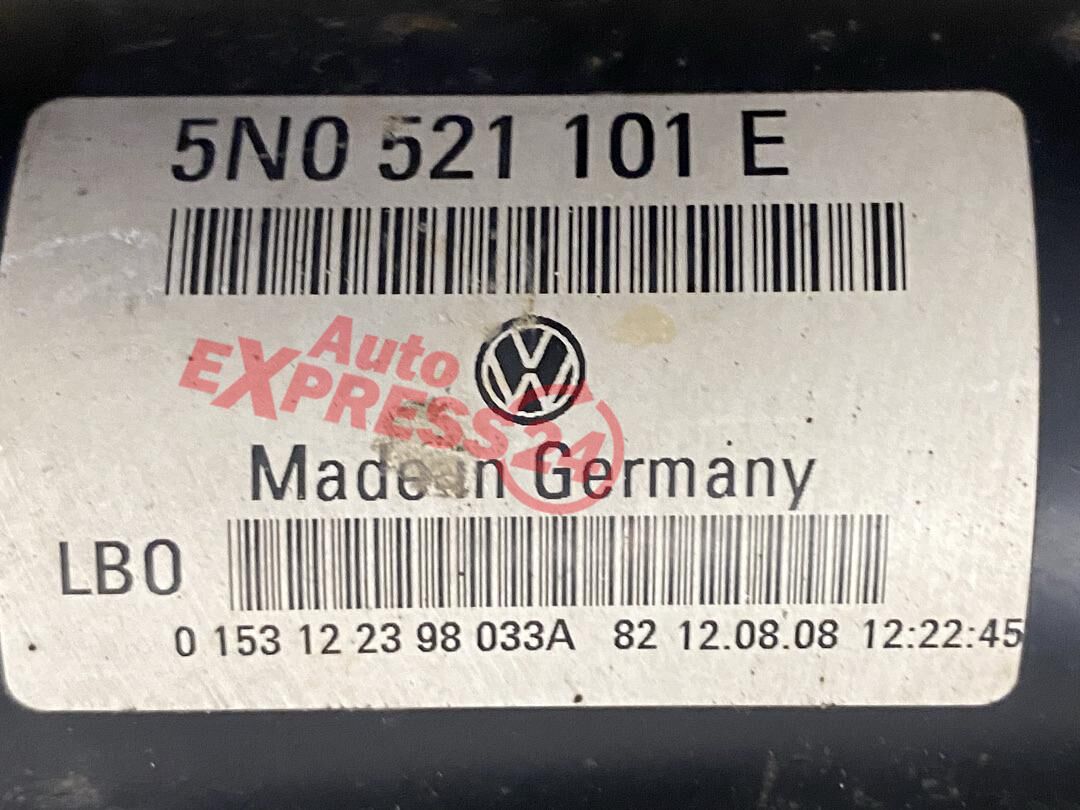 5N0 521 101 E
Auto
EXPRESS24
Made in Germany
LB0
0 153 12 23 98 033A 82 12.08.08 12:22:45